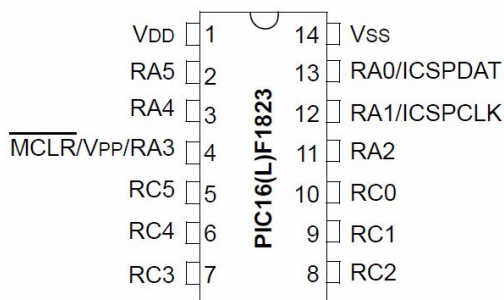 VDD 1 14 VSS
RA5 2 13 RA0/ICSPDAT
RA4 3 12 RA1/ICSPCLK
MCLR/VPP/RA3 4 11 RA2
RC5 5 10 RC0
RC4 6 9 RC1
RC3 7 8 RC2
PIC16(L)F1823